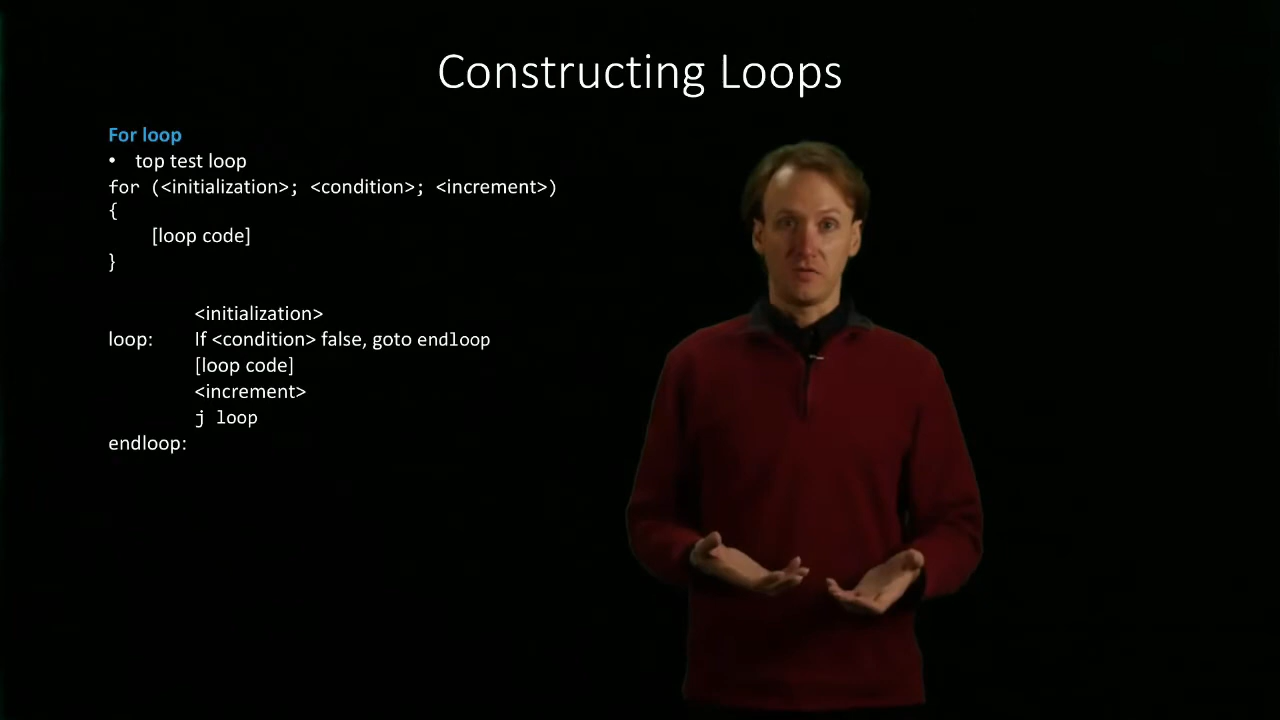 Constructing Loops
For loop
• top test loop
for (<initialization>; <condition>; <increment>)
{
[loop code]
}
<initialization>
loop: If <condition> false, goto endloop
[loop code]
<increment>
j loop
endloop: